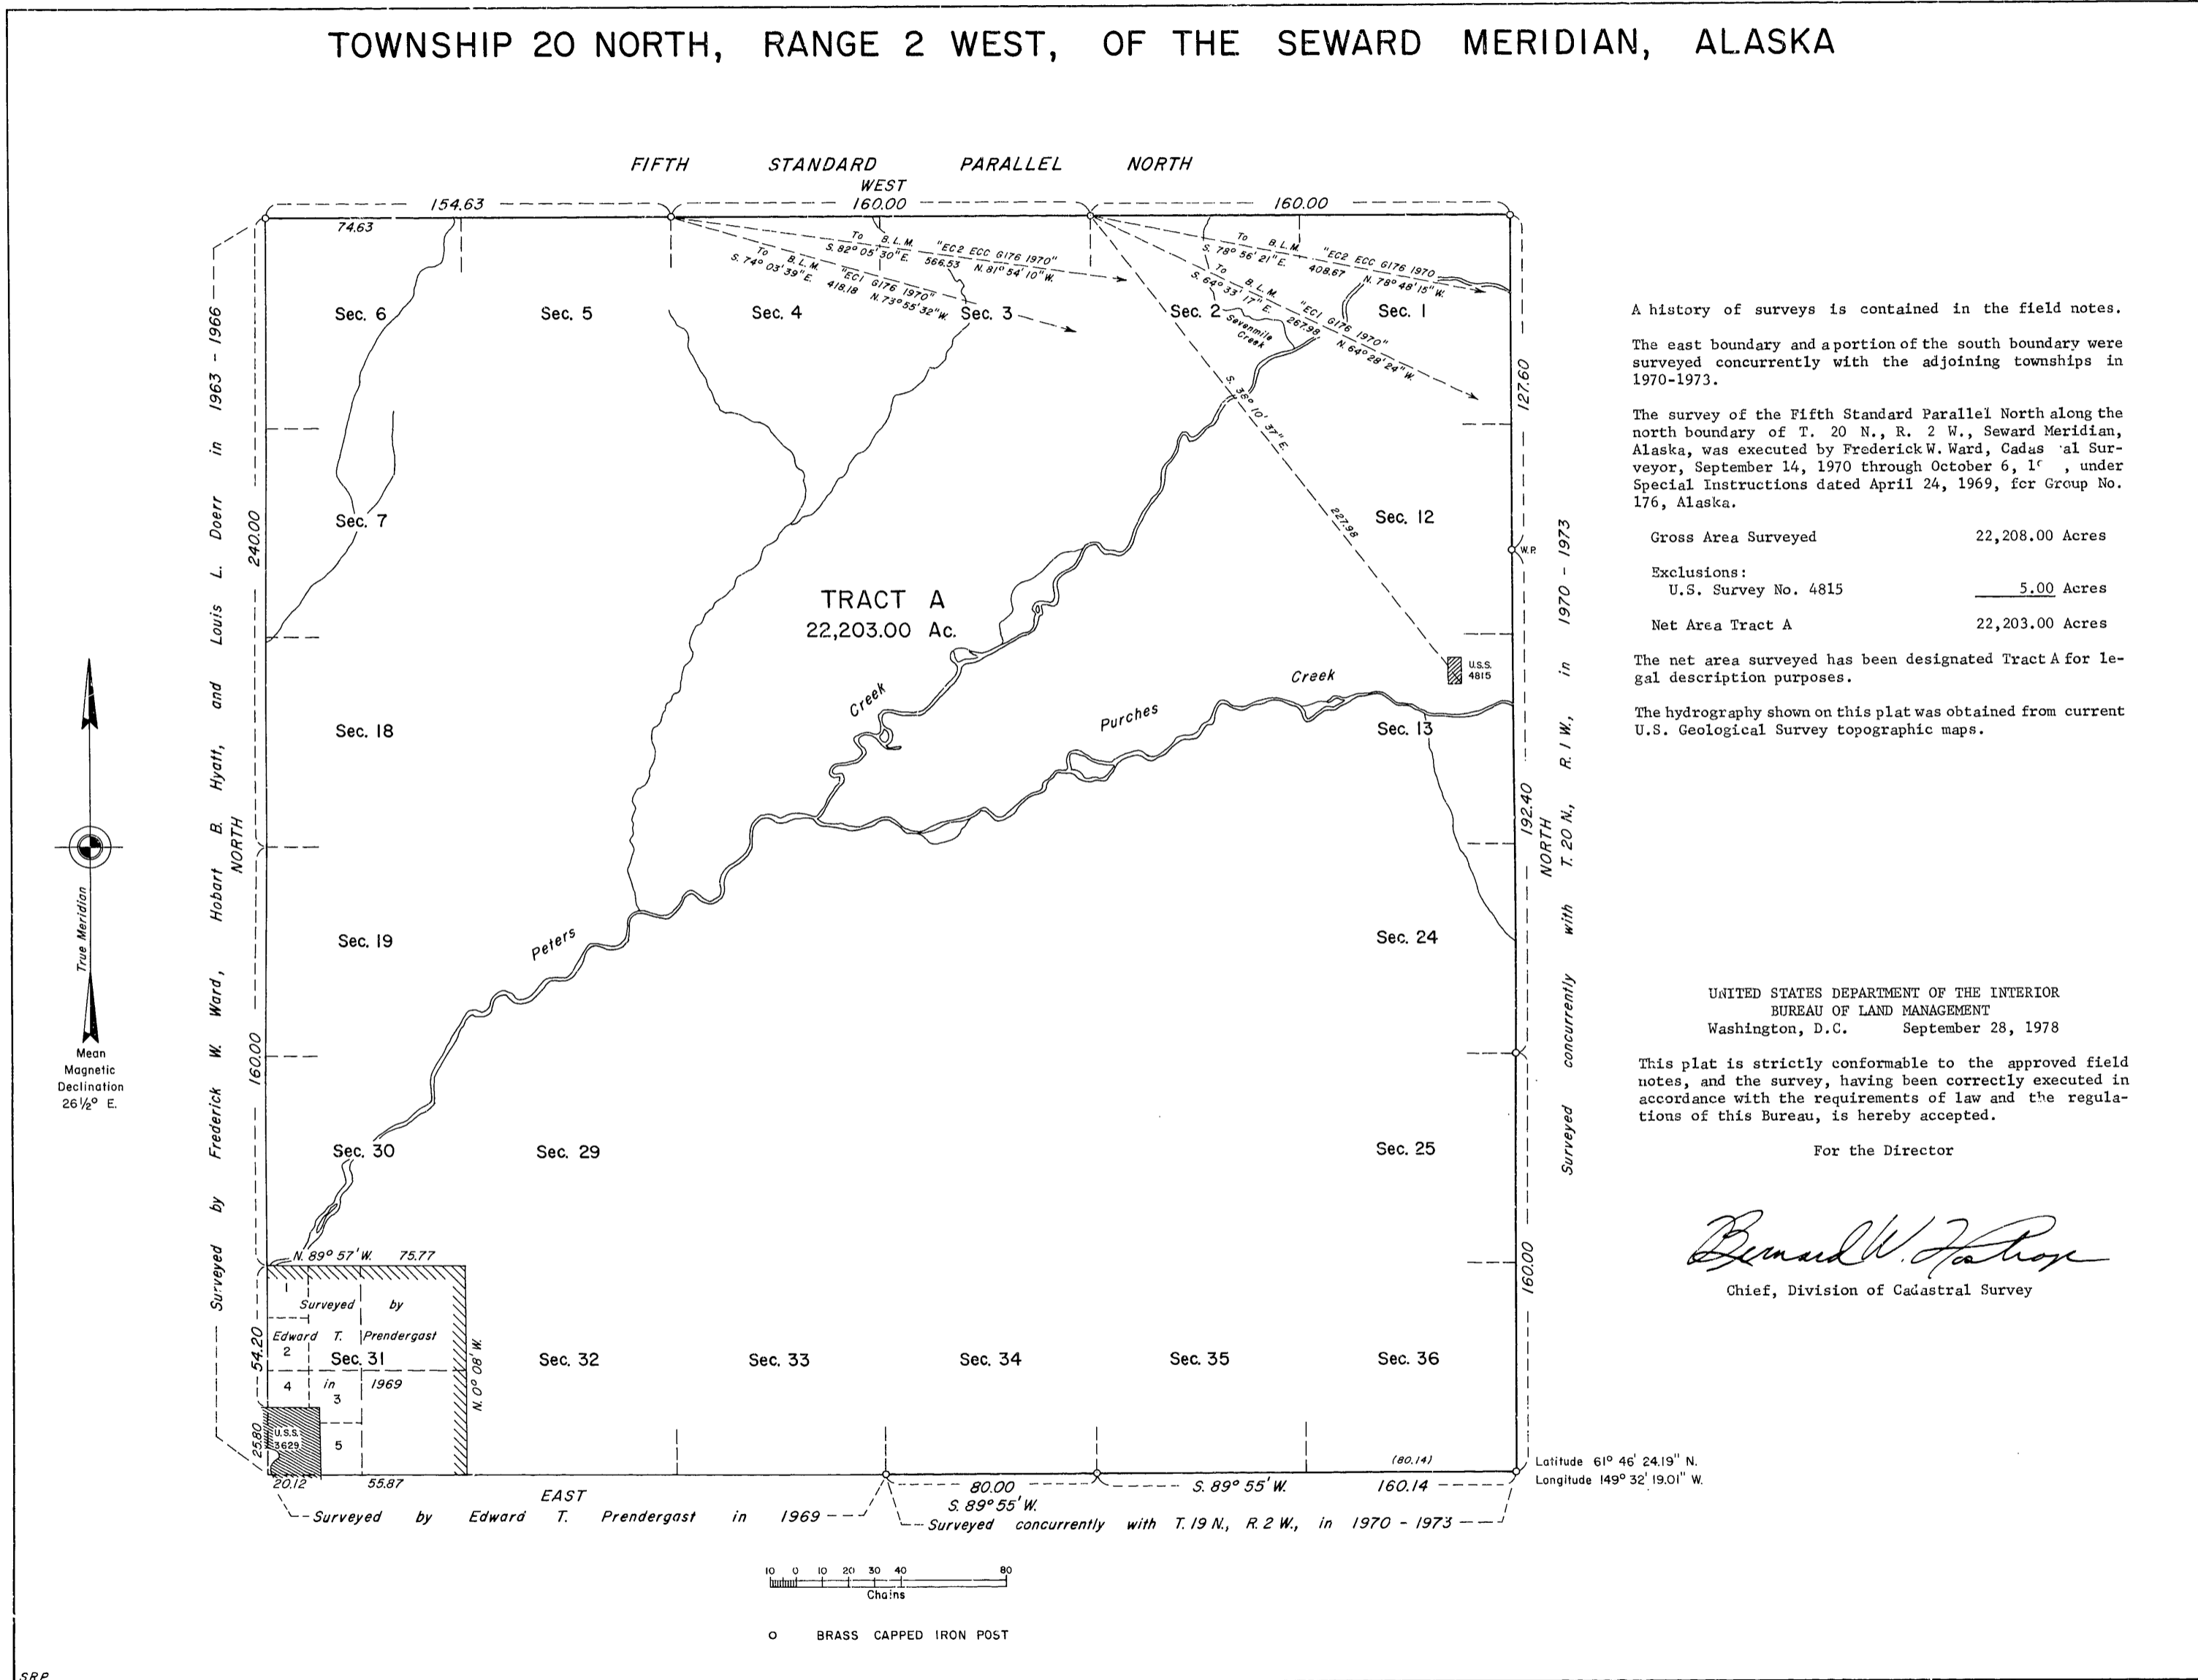 TOWNSHIP 20 NORTH, RANGE 2 WEST, OF THE SEWARD MERIDIAN, ALASKA
FIFTH STANDARD PARALLEL NORTH
WEST
154.63
160.00
160.00
74.63
To B.L.M. "EC2 ECC G176 1970"
S. 82° 05' 30" E. 566.53 N. 81° 54' 10" W.
To B.L.M. "EC1 G176 1970"
S. 74° 03' 39" E. 418.18 N. 73° 55' 32" W.
To B.L.M. "EC2 ECC G176 1970
S. 78° 56' 21" E. 408.67 N. 78° 48' 15" W.
To B.L.M. "EC1 G176 1970"
S. 64° 33' 17" E. 267.98 N. 64° 28' 24" W.
S. 38° 10' 37" E.
227.98
Sec. 6
Sec. 5
Sec. 4
Sec. 3
Sec. 2
Sec. 1
Sevenmile
Creek
127.60
Sec. 7
Sec. 12
240.00
W.P.
TRACT A
22,203.00 Ac.
U.S.S.
4815
Creek
Purches
Creek
Sec. 18
Sec. 13
192.40
NORTH
NORTH
Sec. 19
Peters
Sec. 24
160.00
Sec. 30
Sec. 29
Sec. 25
160.00
N. 89° 57' W. 75.77
1
Surveyed by
Edward T. Prendergast
2
Sec. 31
4
in 1969
3
5
U.S.S.
3629
54.20
25.80
N. 0° 08' W.
Sec. 32
Sec. 33
Sec. 34
Sec. 35
Sec. 36
(80.14)
20.12
55.87
EAST
80.00
S. 89° 55' W.
S. 89° 55' W.
160.14
Surveyed by Edward T. Prendergast in 1969
Surveyed concurrently with T. 19 N., R. 2 W., in 1970 - 1973
Latitude 61° 46' 24.19" N.
Longitude 149° 32' 19.01" W.
Surveyed by Frederick W. Ward, Hobart B. Hyatt, and Louis L. Doerr in 1963 - 1966
Surveyed concurrently with T. 20 N., R. 1 W., in 1970 - 1973
True Meridian
Mean
Magnetic
Declination
26½° E.
10 0 10 20 30 40 80
Chains
O BRASS CAPPED IRON POST
SRP
A history of surveys is contained in the field notes.
The east boundary and a portion of the south boundary were
surveyed concurrently with the adjoining townships in
1970-1973.
The survey of the Fifth Standard Parallel North along the
north boundary of T. 20 N., R. 2 W., Seward Meridian,
Alaska, was executed by Frederick W. Ward, Cadas al Sur-
veyor, September 14, 1970 through October 6, , under
Special Instructions dated April 24, 1969, for Group No.
176, Alaska.
Gross Area Surveyed 22,208.00 Acres
Exclusions:
U.S. Survey No. 4815 5.00 Acres
Net Area Tract A 22,203.00 Acres
The net area surveyed has been designated Tract A for le-
gal description purposes.
The hydrography shown on this plat was obtained from current
U.S. Geological Survey topographic maps.
UNITED STATES DEPARTMENT OF THE INTERIOR
BUREAU OF LAND MANAGEMENT
Washington, D.C. September 28, 1978
This plat is strictly conformable to the approved field
notes, and the survey, having been correctly executed in
accordance with the requirements of law and the regula-
tions of this Bureau, is hereby accepted.
For the Director
Bernard W. Hostrop
Chief, Division of Cadastral Survey